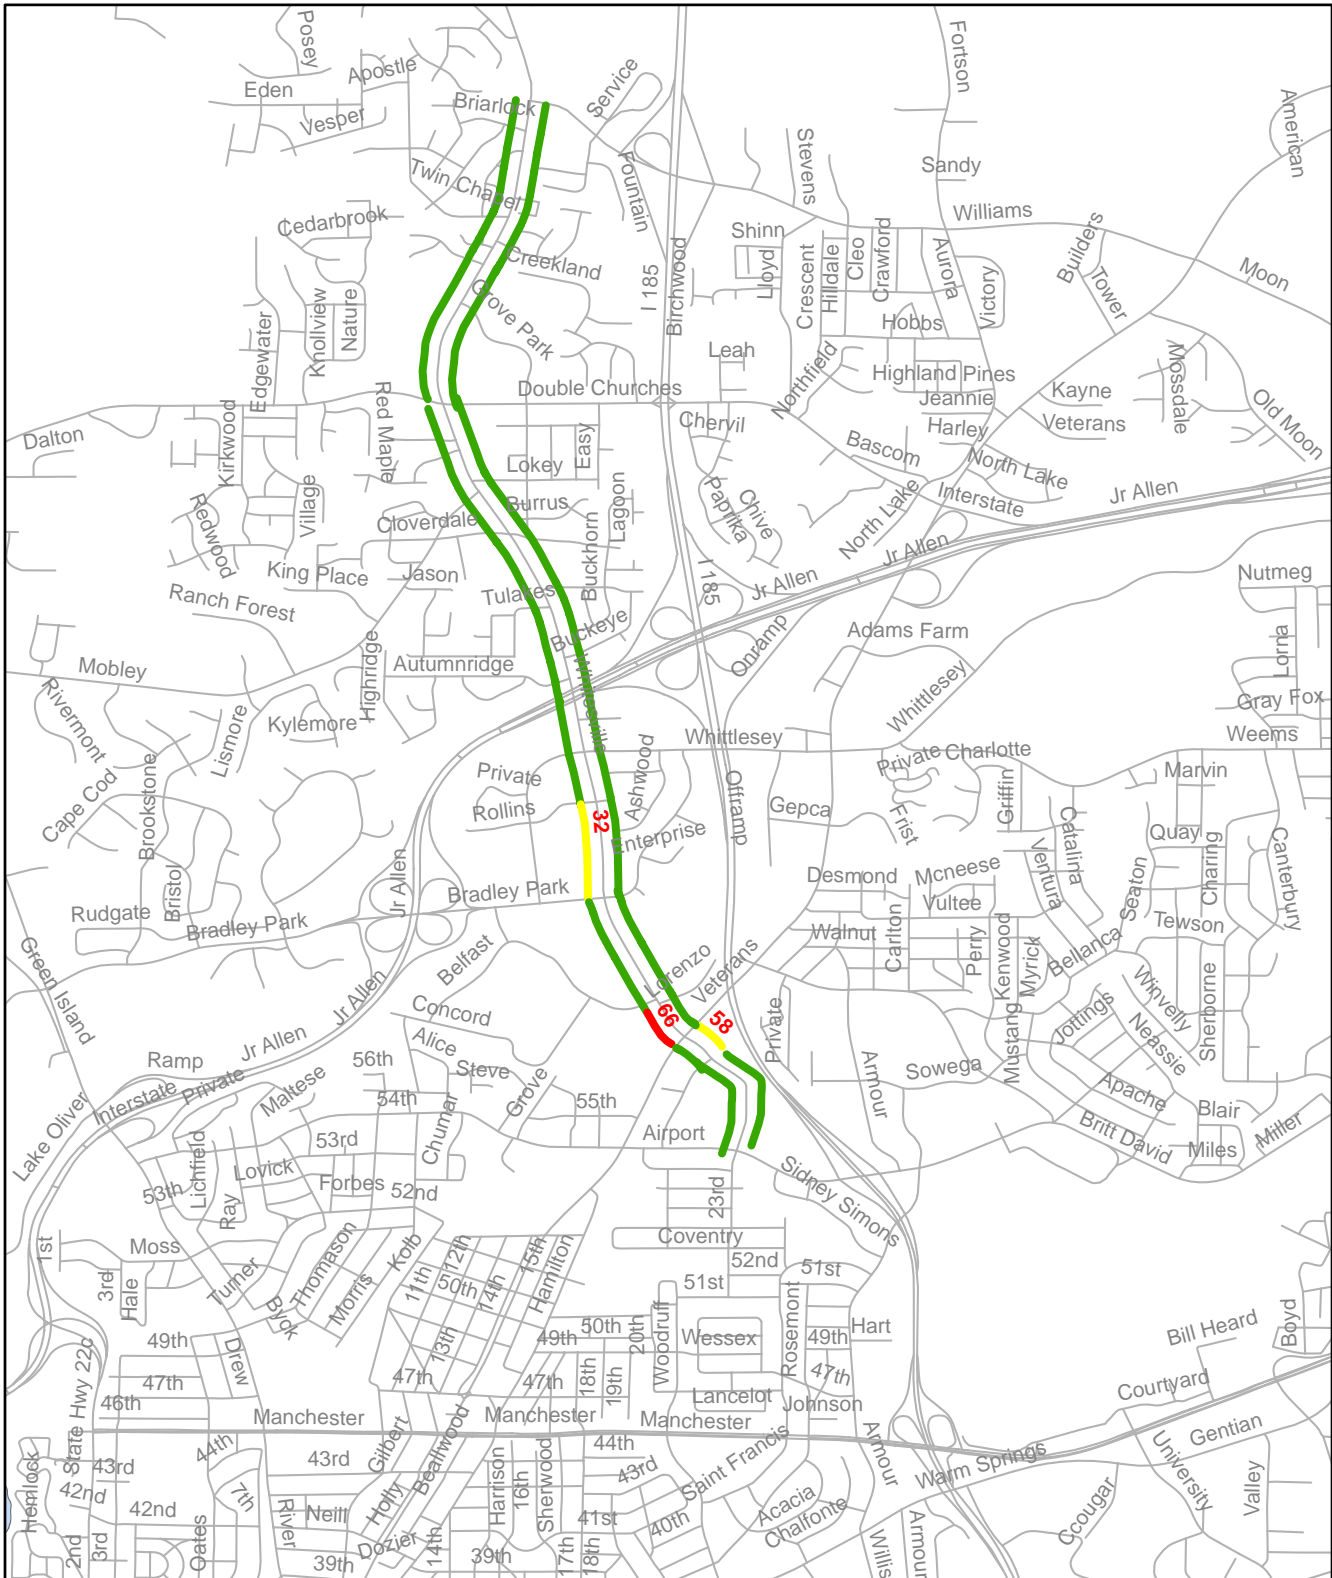 Posey
Apostle
Eden
Vesper
Briarlock
Service
Fortson
American
Twin Chapel
Fountain
Stevens
Sandy
Cedarbrook
Williams
Shinn
Builders
Creekland
I 185
Birchwood
Lloyd
Crescent
Hilldale
Cleo
Crawford
Aurora
Victory
Tower
Moon
Edgewater
Knollview
Nature
Grove Park
Hobbs
Leah
Northfield
Highland Pines
Jeannie
Kayne
Mossdale
Old Moon
Double Churches
Red Maple
Kirkwood
Dalton
Chervil
Harley
Veterans
Bascom
Easy
Lokey
North Lake
Interstate
Jr Allen
Redwood
Village
Cloverdale
Burrus
Lagoon
Paprika
Chive
North Lake
Jr Allen
King Place
Jason
Tulakes
Buckhorn
I 185
Jr Allen
Nutmeg
Ranch Forest
Buckeye
Onramp
Adams Farm
Lorna
Mobley
Highridge
Autumnridge
Whitesville
Whittlesey
Rivermont
Lismore
Kylemore
Gray Fox
Whittlesey
Weems
Cape Cod
Brookstone
Private
Ashwood
Offramp
Private
Charlotte
Marvin
Rollins
32
Enterprise
Gepca
Frist
Griffin
Catalina
Quay
Charing
Canterbury
Jr Allen
Bristol
Bradley Park
Desmond
Mcneese
Vultee
Ventura
Seaton
Rudgate
Bradley Park
Walnut
Carlton
Perry
Kenwood
Myrick
Bellanca
Tewson
Green Island
Belfast
Lorenzo
Veterans
Winvelly
Sherborne
Jr Allen
Concord
66
58
Private
Mustang
Jottings
Neassie
Jr Allen
Ramp
Alice
Steve
56th
Armour
Sowega
Interstate
Private
Maltese
54th
Grove
55th
Apache
Blair
Miller
Lake Oliver
Chumar
53rd
Airport
Britt David
Miles
Lichfield
Lovick
53th
Ray
Forbes
52nd
23rd
Sidney Simons
1st
Moss
Thomason
Kolb
12th
15th
Hamilton
Coventry
3rd
Hale
Turner
Byck
Morris
11th
50th
14th
52nd
51st
51st
49th
Drew
13th
49th
50th
20th
Woodruff
Wessex
Rosemont
49th
Hart
Bill Heard
Boyd
State Hwy 22c
47th
46th
47th
47th
18th
19th
Lancelot
47th
Johnson
Courtyard
Manchester
Manchester
Manchester
Gentian
Hemlock
44th
43rd
43rd
Gilbert
Beallwood
44th
43rd
Saint Francis
Armour
Warm Springs
University
Valley
42nd
42nd
7th
River
Neill
Holly
Harrison
16th
Sherwood
41st
40th
Acacia
Chalfonte
Ccougar
2nd
3rd
Oates
39th
Dozier
14th
39th
17th
18th
Willis
Armour